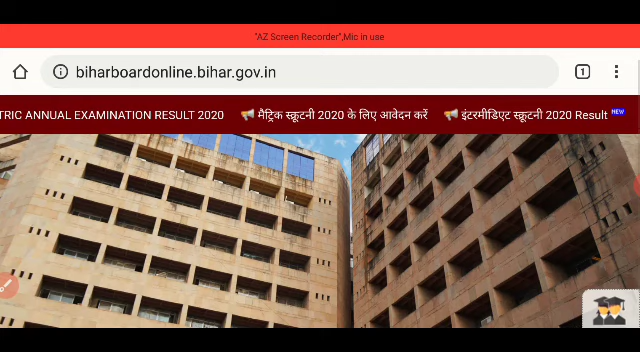 "AZ Screen Recorder",Mic in use
biharboardonline.bihar.gov.in
1
TRIC ANNUAL EXAMINATION RESULT 2020 मैट्रिक स्क्रूटनी 2020 के लिए आवेदन करें इंटरमीडिएट स्क्रूटनी 2020 Result NEW